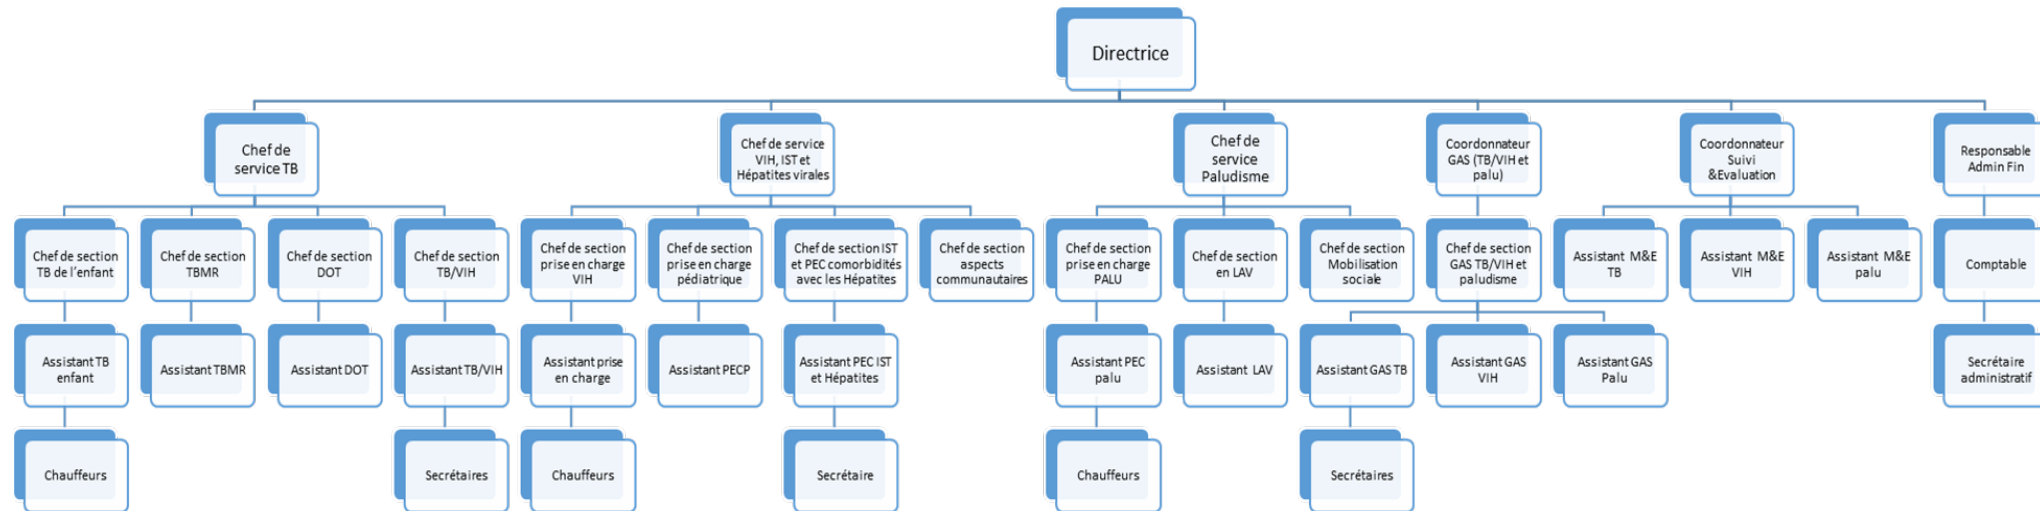 Directrice
Chef de
service TB
Chef de service
VIH, IST et
Hépatites virales
Chef de
service
Paludisme
Coordonnateur
GAS (TB/VIH et
palu)
Coordonnateur
Suivi
&Evaluation
Responsable
Admin Fin
Chef de section
TB de l'enfant
Chef de section
TBMR
Chef de section
DOT
Chef de section
TB/VIH
Chef de section
prise en charge
VIH
Chef de section
prise en charge
pédiatrique
Chef de section IST
et PEC comorbidités
avec les Hépatites
Chef de section
aspects
communautaires
Chef de section
prise en charge
PALU
Chef de section
en LAV
Chef de section
Mobilisation
sociale
Chef de section
GAS TB/VIH et
paludisme
Assistant M&E
TB
Assistant M&E
VIH
Assistant M&E
palu
Comptable
Assistant TB
enfant
Assistant TBMR
Assistant DOT
Assistant TB/VIH
Assistant prise
en charge
Assistant PECP
Assistant PEC IST
et Hépatites
Assistant PEC
palu
Assistant LAV
Assistant GAS TB
Assistant GAS
VIH
Assistant GAS
Palu
Secrétaire
administratif
Chauffeurs
Secrétaires
Chauffeurs
Secrétaire
Chauffeurs
Secrétaires